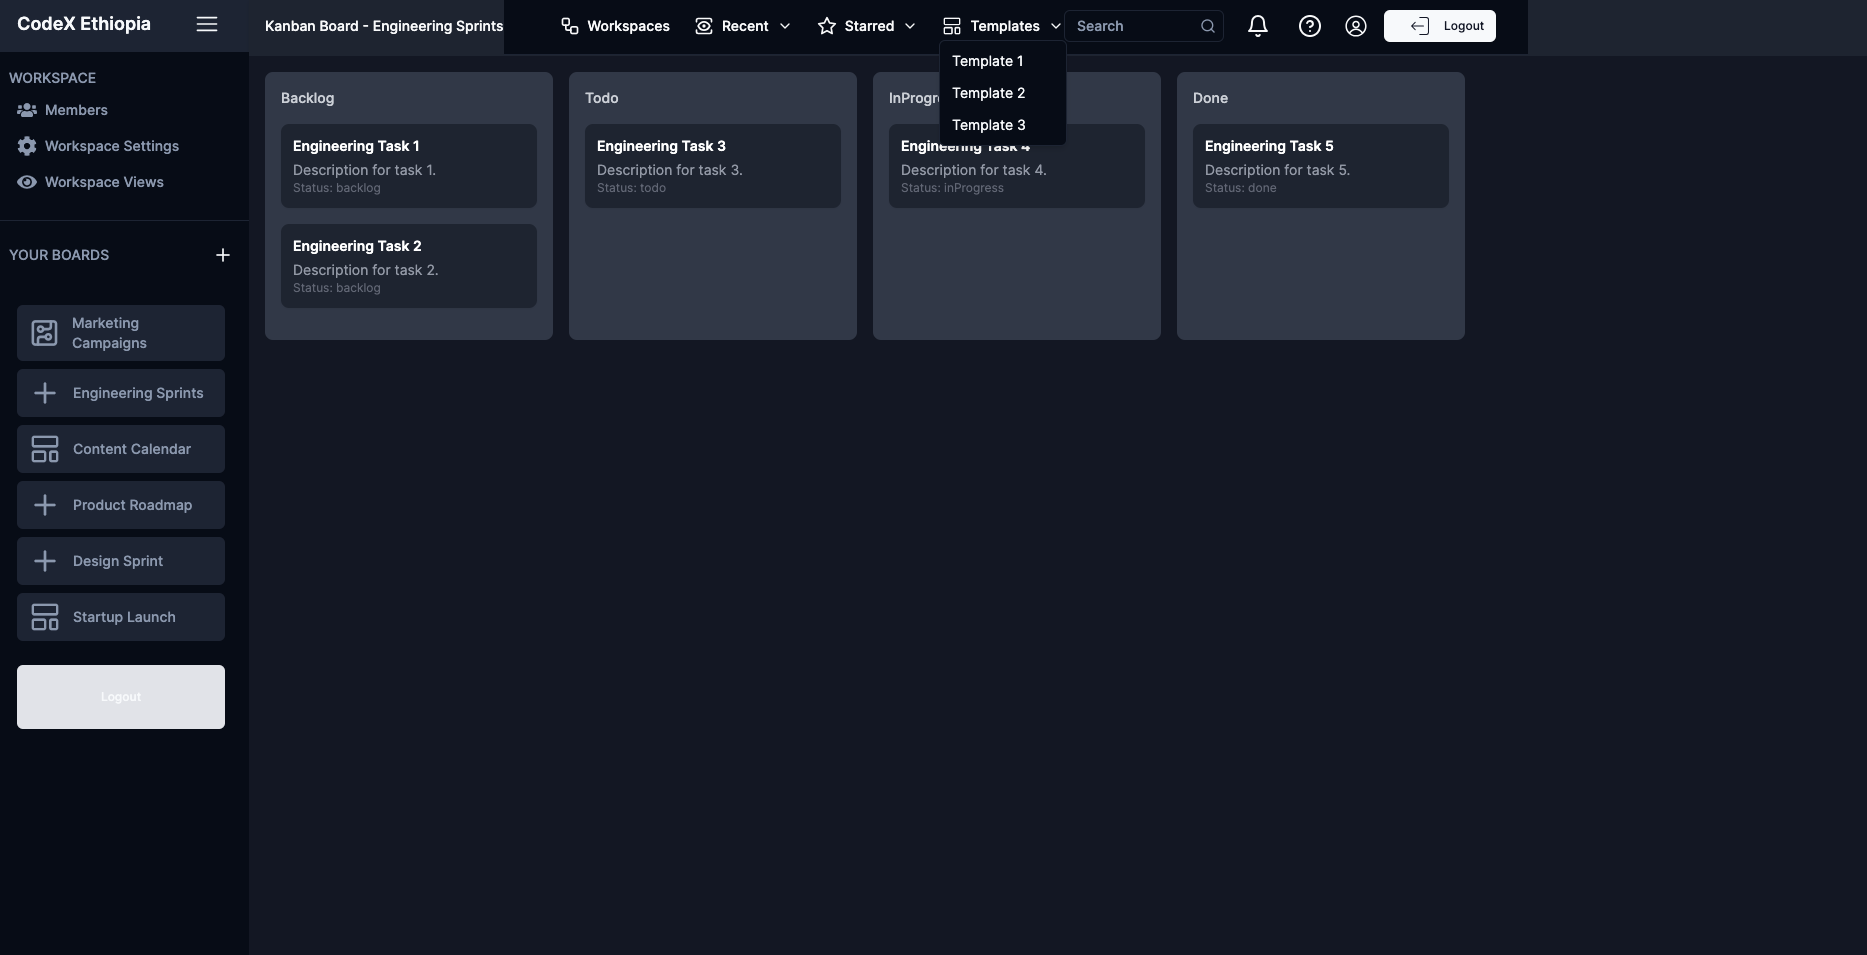 CodeX Ethiopia
WORKSPACE
Members
Workspace Settings
Workspace Views
YOUR BOARDS
Marketing
Campaigns
Engineering Sprints
Content Calendar
Product Roadmap
Design Sprint
Startup Launch
Logout
Kanban Board - Engineering Sprints
Workspaces
Recent
Starred
Templates
Search
Logout
Template 1
Template 2
Template 3
Backlog
Engineering Task 1
Description for task 1.
Status: backlog
Engineering Task 2
Description for task 2.
Status: backlog
Todo
Engineering Task 3
Description for task 3.
Status: todo
InProgre
Engineering Task 4
Description for task 4.
Status: inProgress
Done
Engineering Task 5
Description for task 5.
Status: done